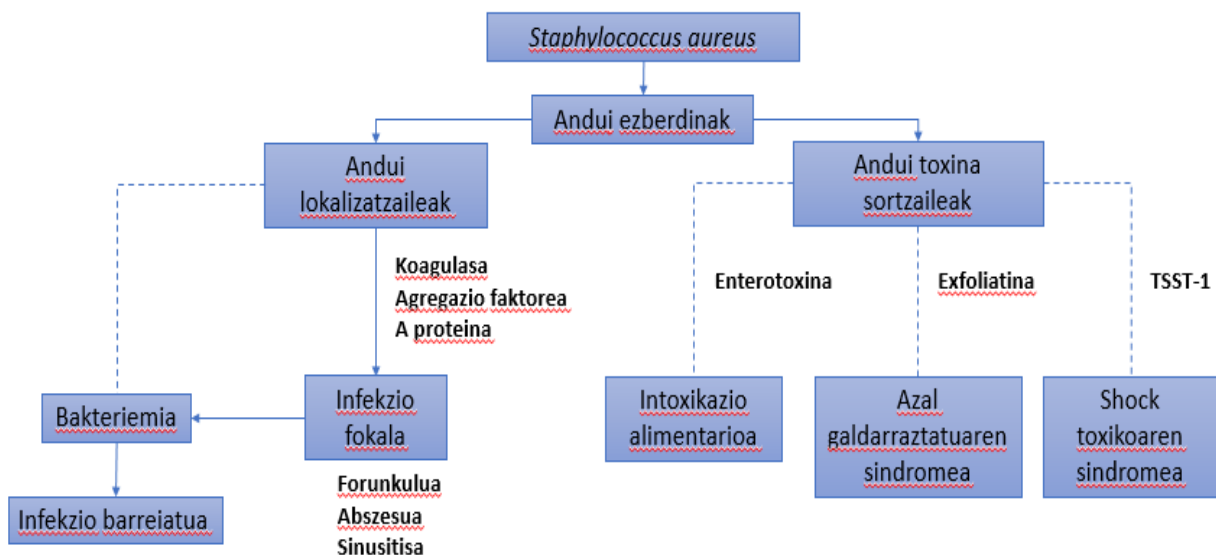 Staphylococcus aureus
Andui ezberdinak
Andui
lokalizatzaileak
Andui toxina
sortzaileak
Koagulasa
Agregazio faktorea
A proteina
Enterotoxina
Exfoliatina
TSST-1
Bakteriemia
Infekzio
fokala
Intoxikazio
alimentarioa
Azal
galdarraztatuaren
sindromea
Shock
toxikoaren
sindromea
Infekzio barreiatua
Forunkulua
Abszesua
Sinusitisa